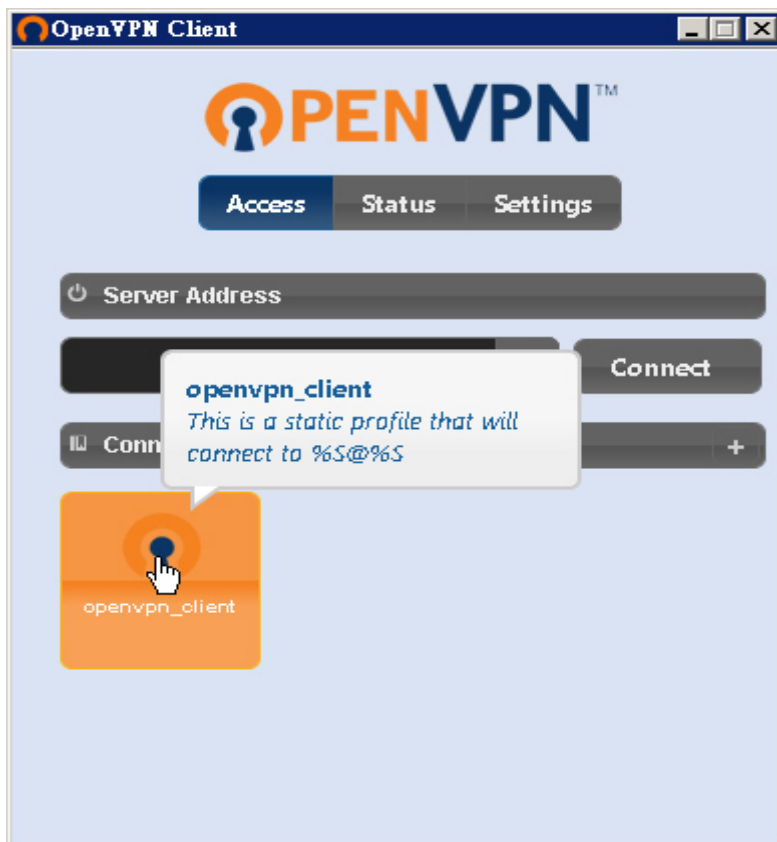 OpenVPN Client
OPENVPN™
Access Status Settings
Server Address
Connect
openvpn_client
This is a static profile that will
connect to %S@%S
Conn
+
openvpn_client